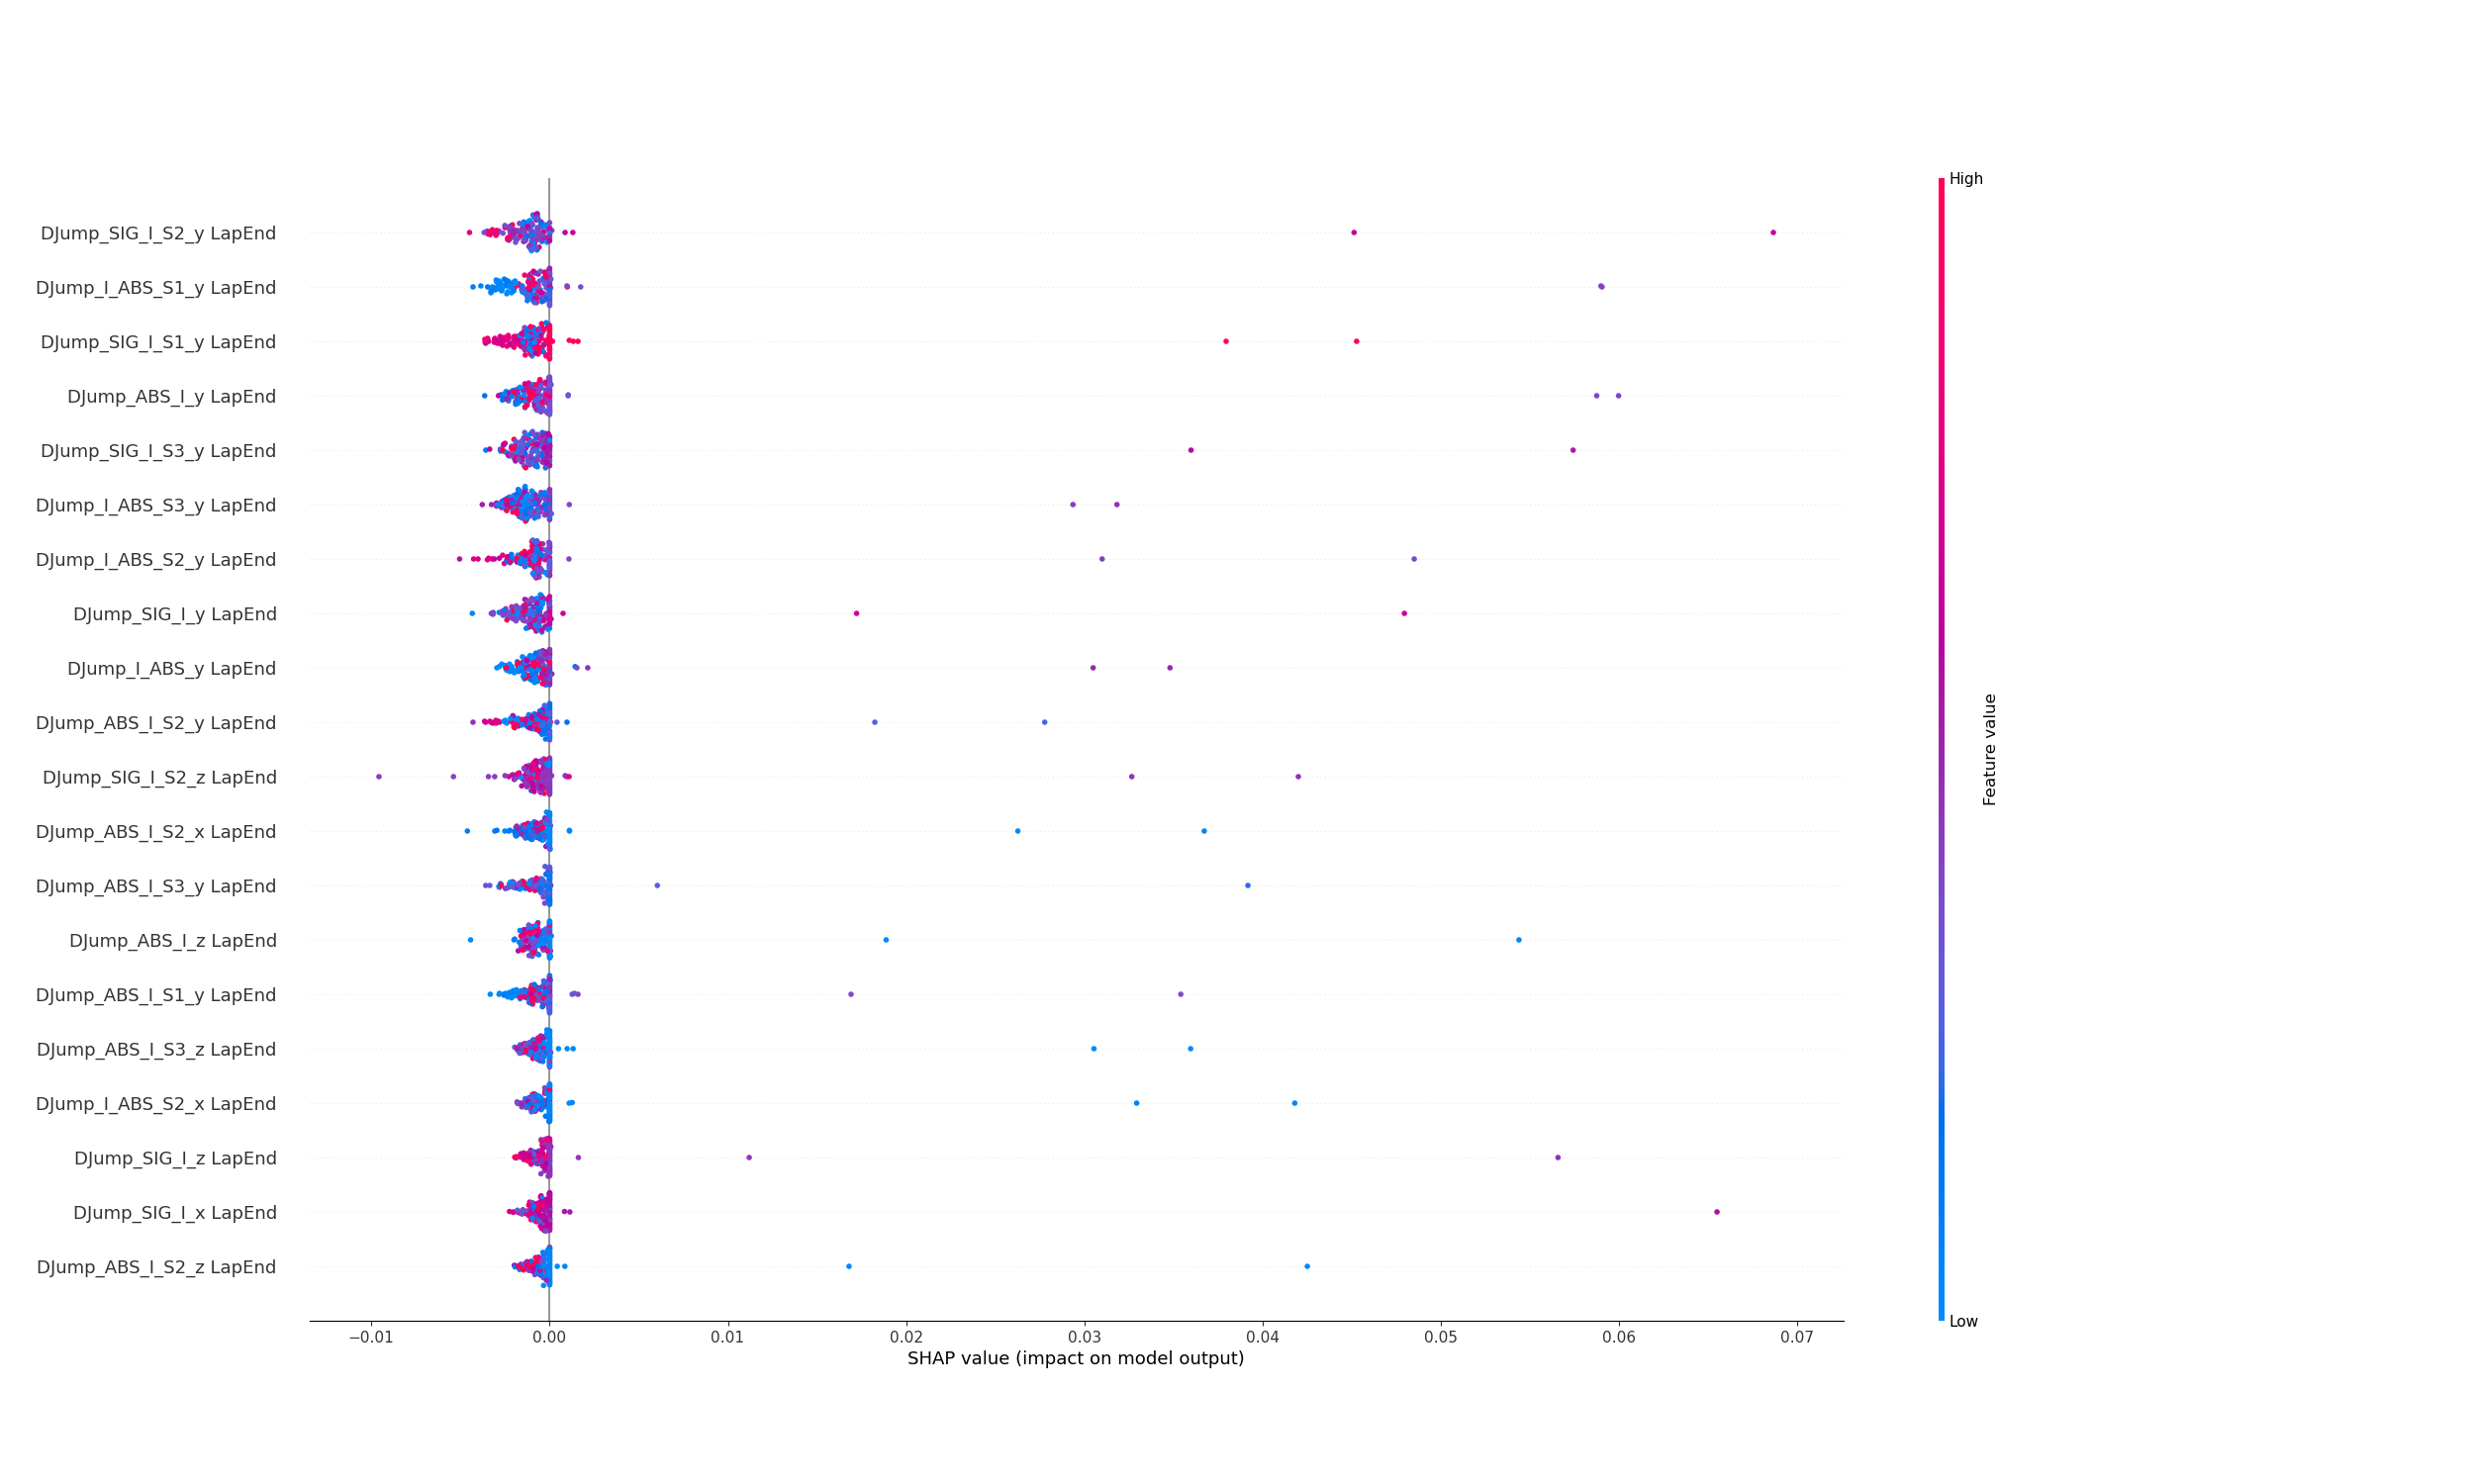 High
DJump_SIG_I_S2_y LapEnd
DJump_I_ABS_S1_y LapEnd
DJump_SIG_I_S1_y LapEnd
DJump_ABS_I_y LapEnd
DJump_SIG_I_S3_y LapEnd
DJump_I_ABS_S3_y LapEnd
DJump_I_ABS_S2_y LapEnd
DJump_SIG_I_y LapEnd
DJump_I_ABS_y LapEnd
DJump_ABS_I_S2_y LapEnd
DJump_SIG_I_S2_z LapEnd
DJump_ABS_I_S2_x LapEnd
DJump_ABS_I_S3_y LapEnd
DJump_ABS_I_z LapEnd
DJump_ABS_I_S1_y LapEnd
DJump_ABS_I_S3_z LapEnd
DJump_I_ABS_S2_x LapEnd
DJump_SIG_I_z LapEnd
DJump_SIG_I_x LapEnd
DJump_ABS_I_S2_z LapEnd
Feature value
Low
−0.01 0.00 0.01 0.02 0.03 0.04 0.05 0.06 0.07
SHAP value (impact on model output)